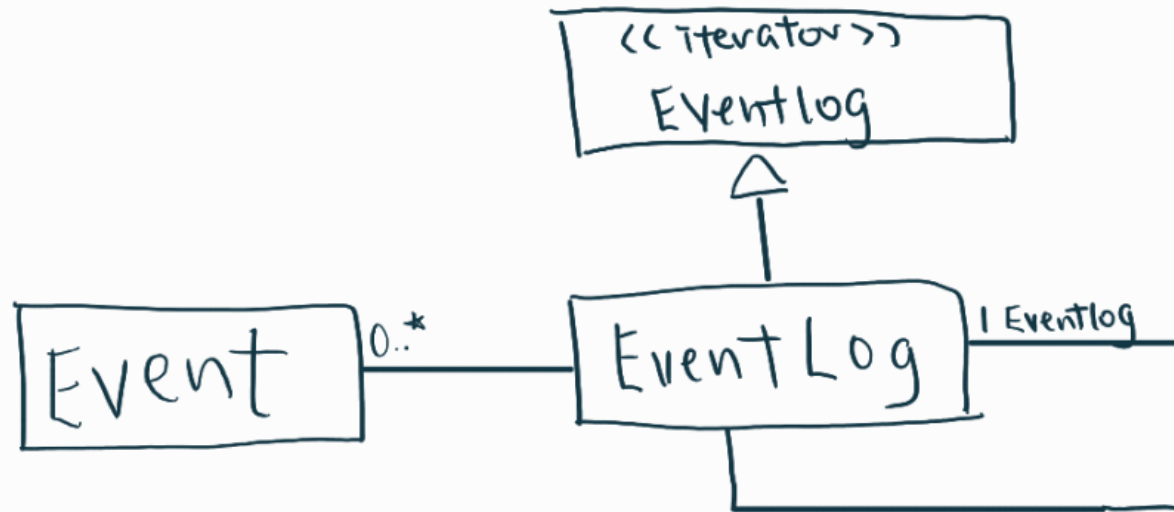 <<iterator>>
Eventlog
Event
0..*
EventLog
1 Eventlog